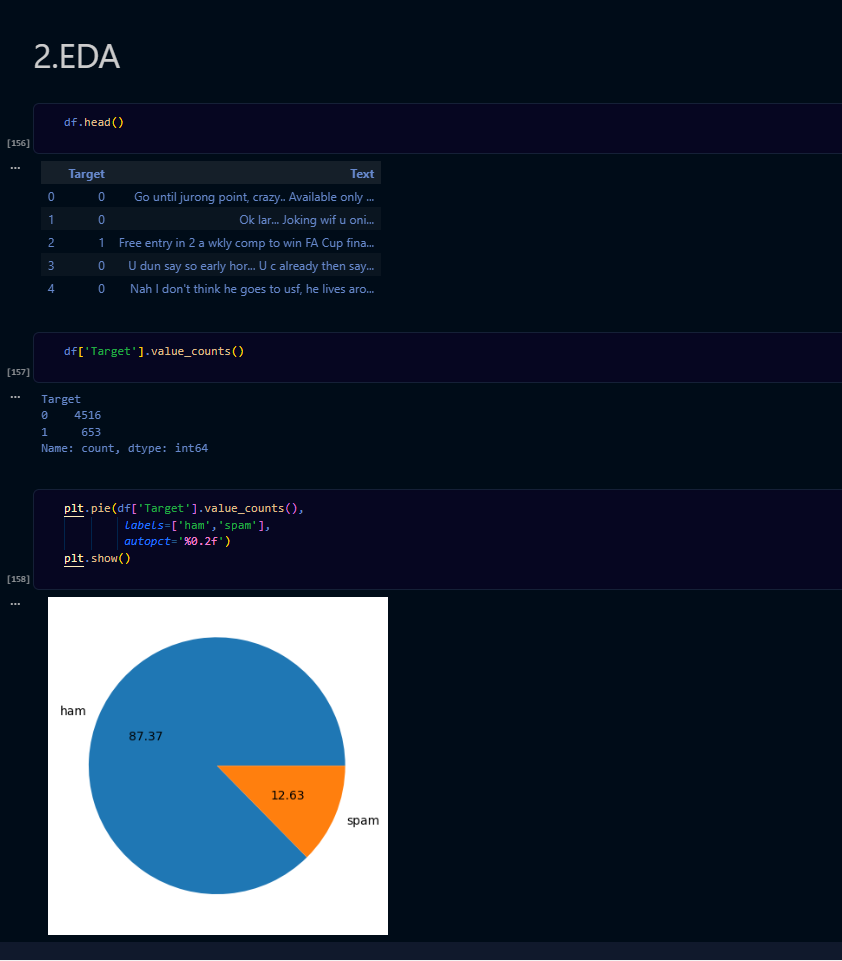 2.EDA
df.head()
[156]
...
Target Text
0 0 Go until jurong point, crazy.. Available only ...
1 0 Ok lar... Joking wif u oni...
2 1 Free entry in 2 a wkly comp to win FA Cup fina...
3 0 U dun say so early hor... U c already then say...
4 0 Nah I don't think he goes to usf, he lives aro...
df['Target'].value_counts()
[157]
...
Target
0 4516
1 653
Name: count, dtype: int64
plt.pie(df['Target'].value_counts(),
labels=['ham','spam'],
autopct='%0.2f')
plt.show()
[158]
...
ham
87.37
12.63
spam